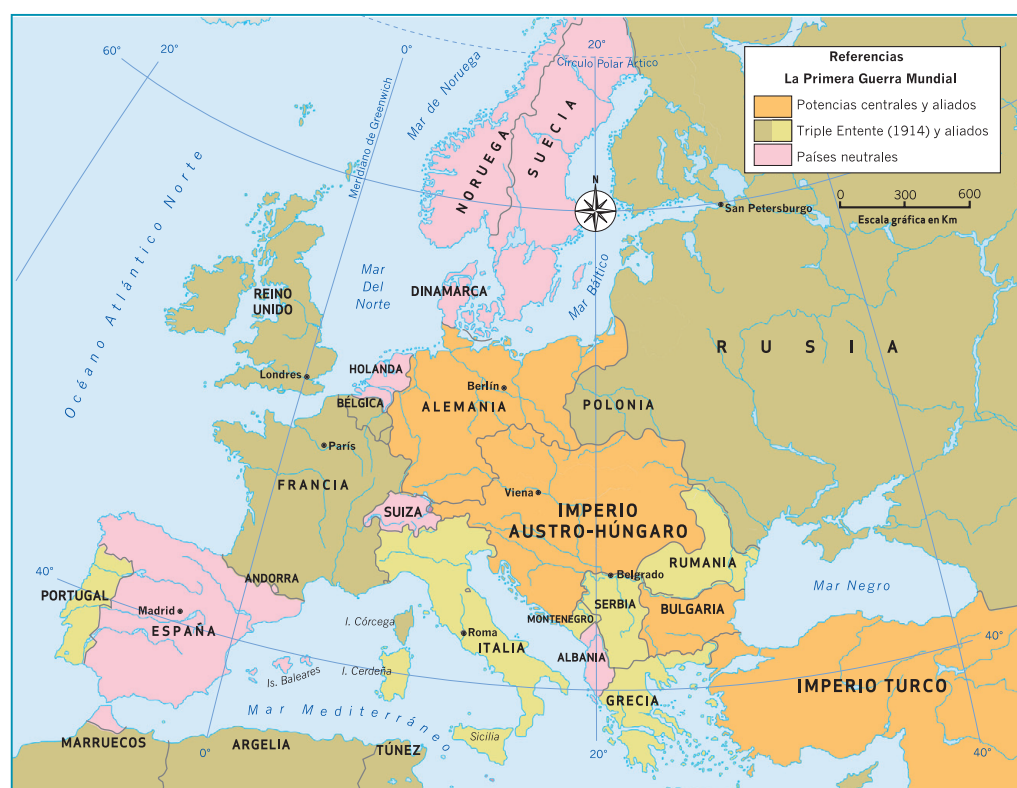 Referencias
La Primera Guerra Mundial
Potencias centrales y aliados
Triple Entente (1914) y aliados
Países neutrales
0 300 600
Escala gráfica en Km
60°
20°
0°
20°
Círculo Polar Ártico
Mar de Noruega
Meridiano de Greenwich
Océano Atlántico Norte
NORUEGA
SUECIA
N
San Petersburgo
Mar
Del
Norte
DINAMARCA
Mar Báltico
REINO
UNIDO
RUSIA
Londres
HOLANDA
Berlín
BÉLGICA
ALEMANIA
POLONIA
París
FRANCIA
Viena
SUIZA
IMPERIO
AUSTRO-HÚNGARO
RUMANIA
ANDORRA
Belgrado
Mar Negro
40°
PORTUGAL
Madrid
ESPAÑA
SERBIA
BULGARIA
I. Córcega
MONTENEGRO
Roma
ITALIA
40°
ALBANIA
Is. Baleares
I. Cerdeña
IMPERIO TURCO
GRECIA
Mar Mediterráneo
Sicilia
MARRUECOS
0°
ARGELIA
TÚNEZ
20°
40°